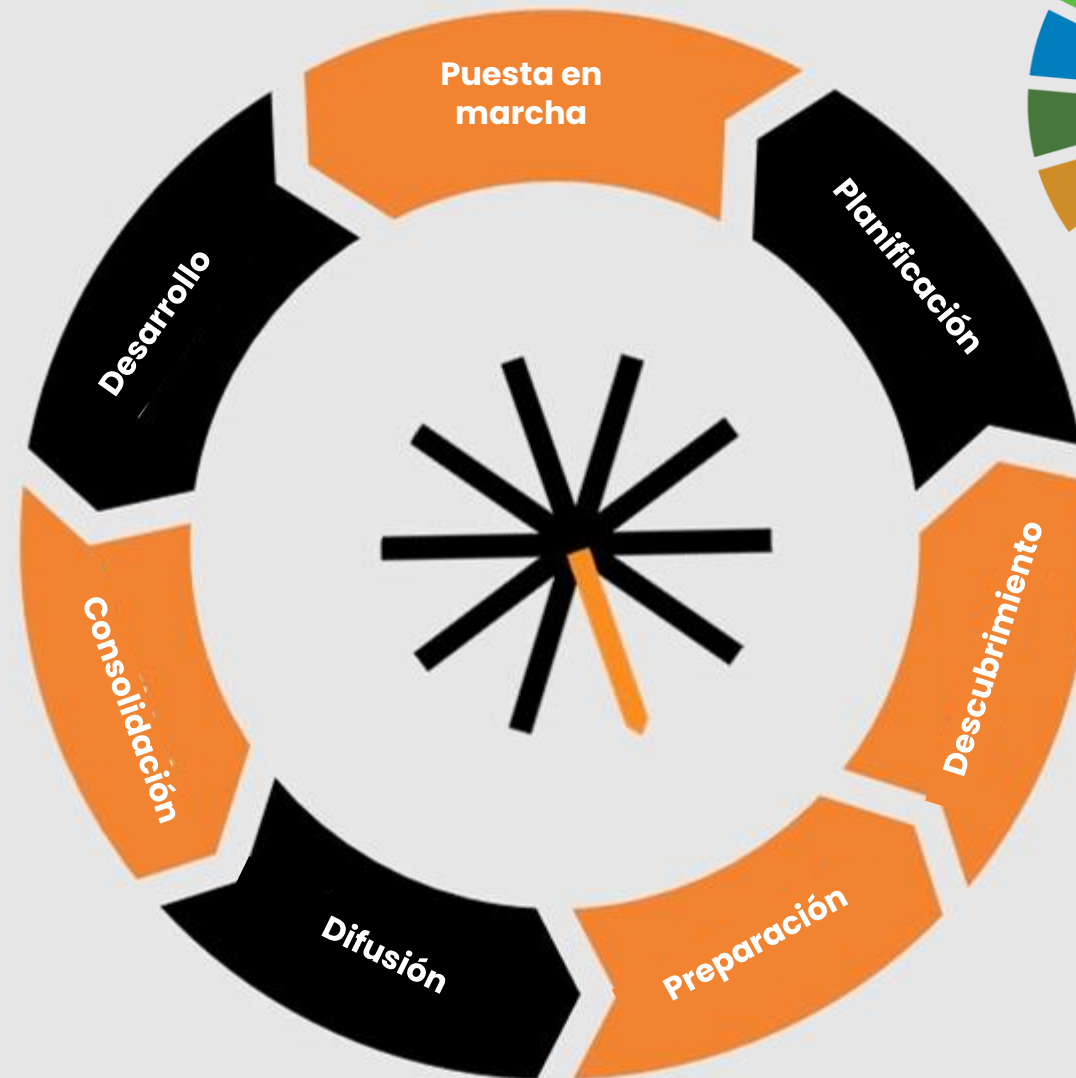 Puesta en
marcha
Planificación
Descubrimiento
Preparación
Difusión
Consolidación
Desarrollo